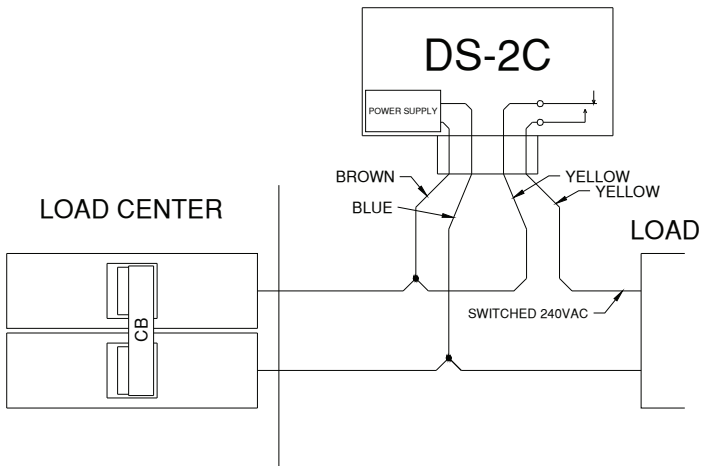 DS-2C
POWER SUPPLY
BROWN
YELLOW
YELLOW
BLUE
LOAD CENTER
LOAD
SWITCHED 240VAC
CB